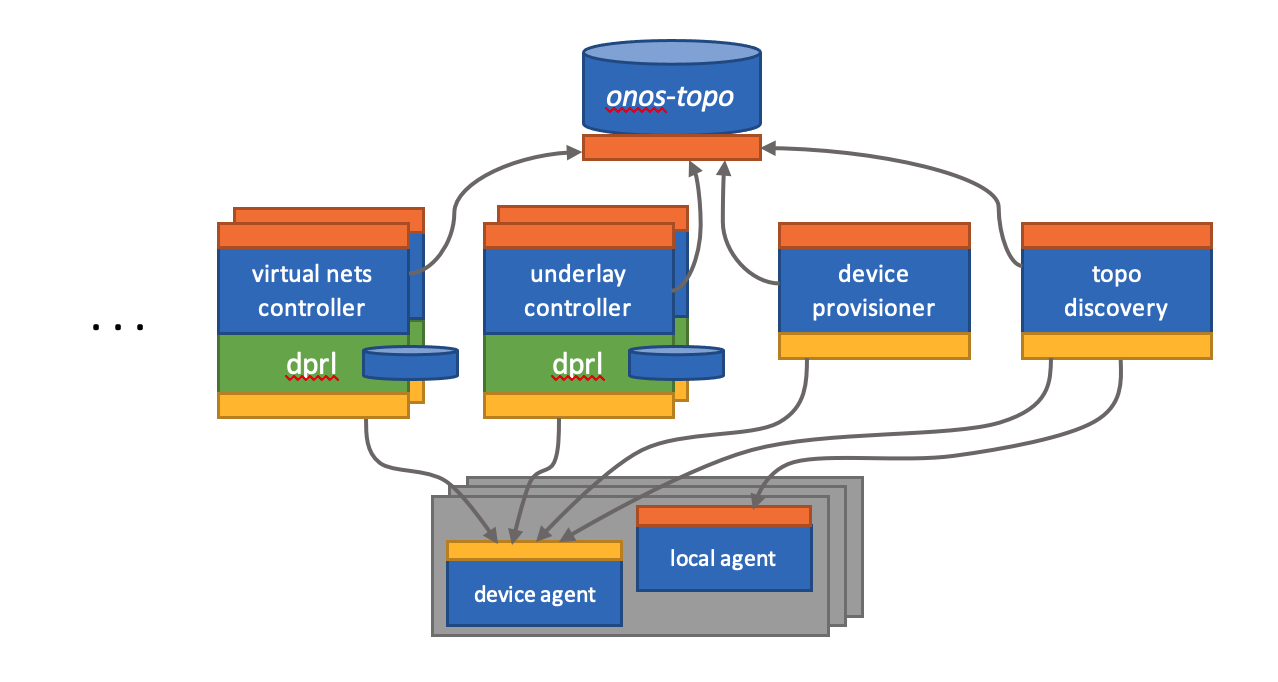 onos-topo
virtual nets
controller
underlay
controller
device
provisioner
topo
discovery
. . .
dprl
dprl
local agent
device agent